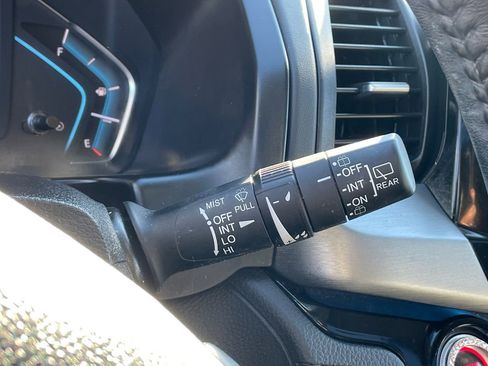 F
E
MIST
PULL
OFF
INT
LO
HI
OFF
INT
ON
REAR